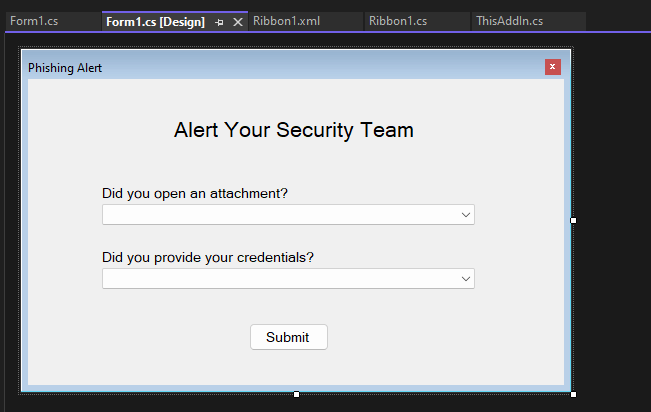 Form1.cs
Form1.cs [Design]
Ribbon1.xml
Ribbon1.cs
ThisAddIn.cs
Phishing Alert
Alert Your Security Team
Did you open an attachment?
Did you provide your credentials?
Submit